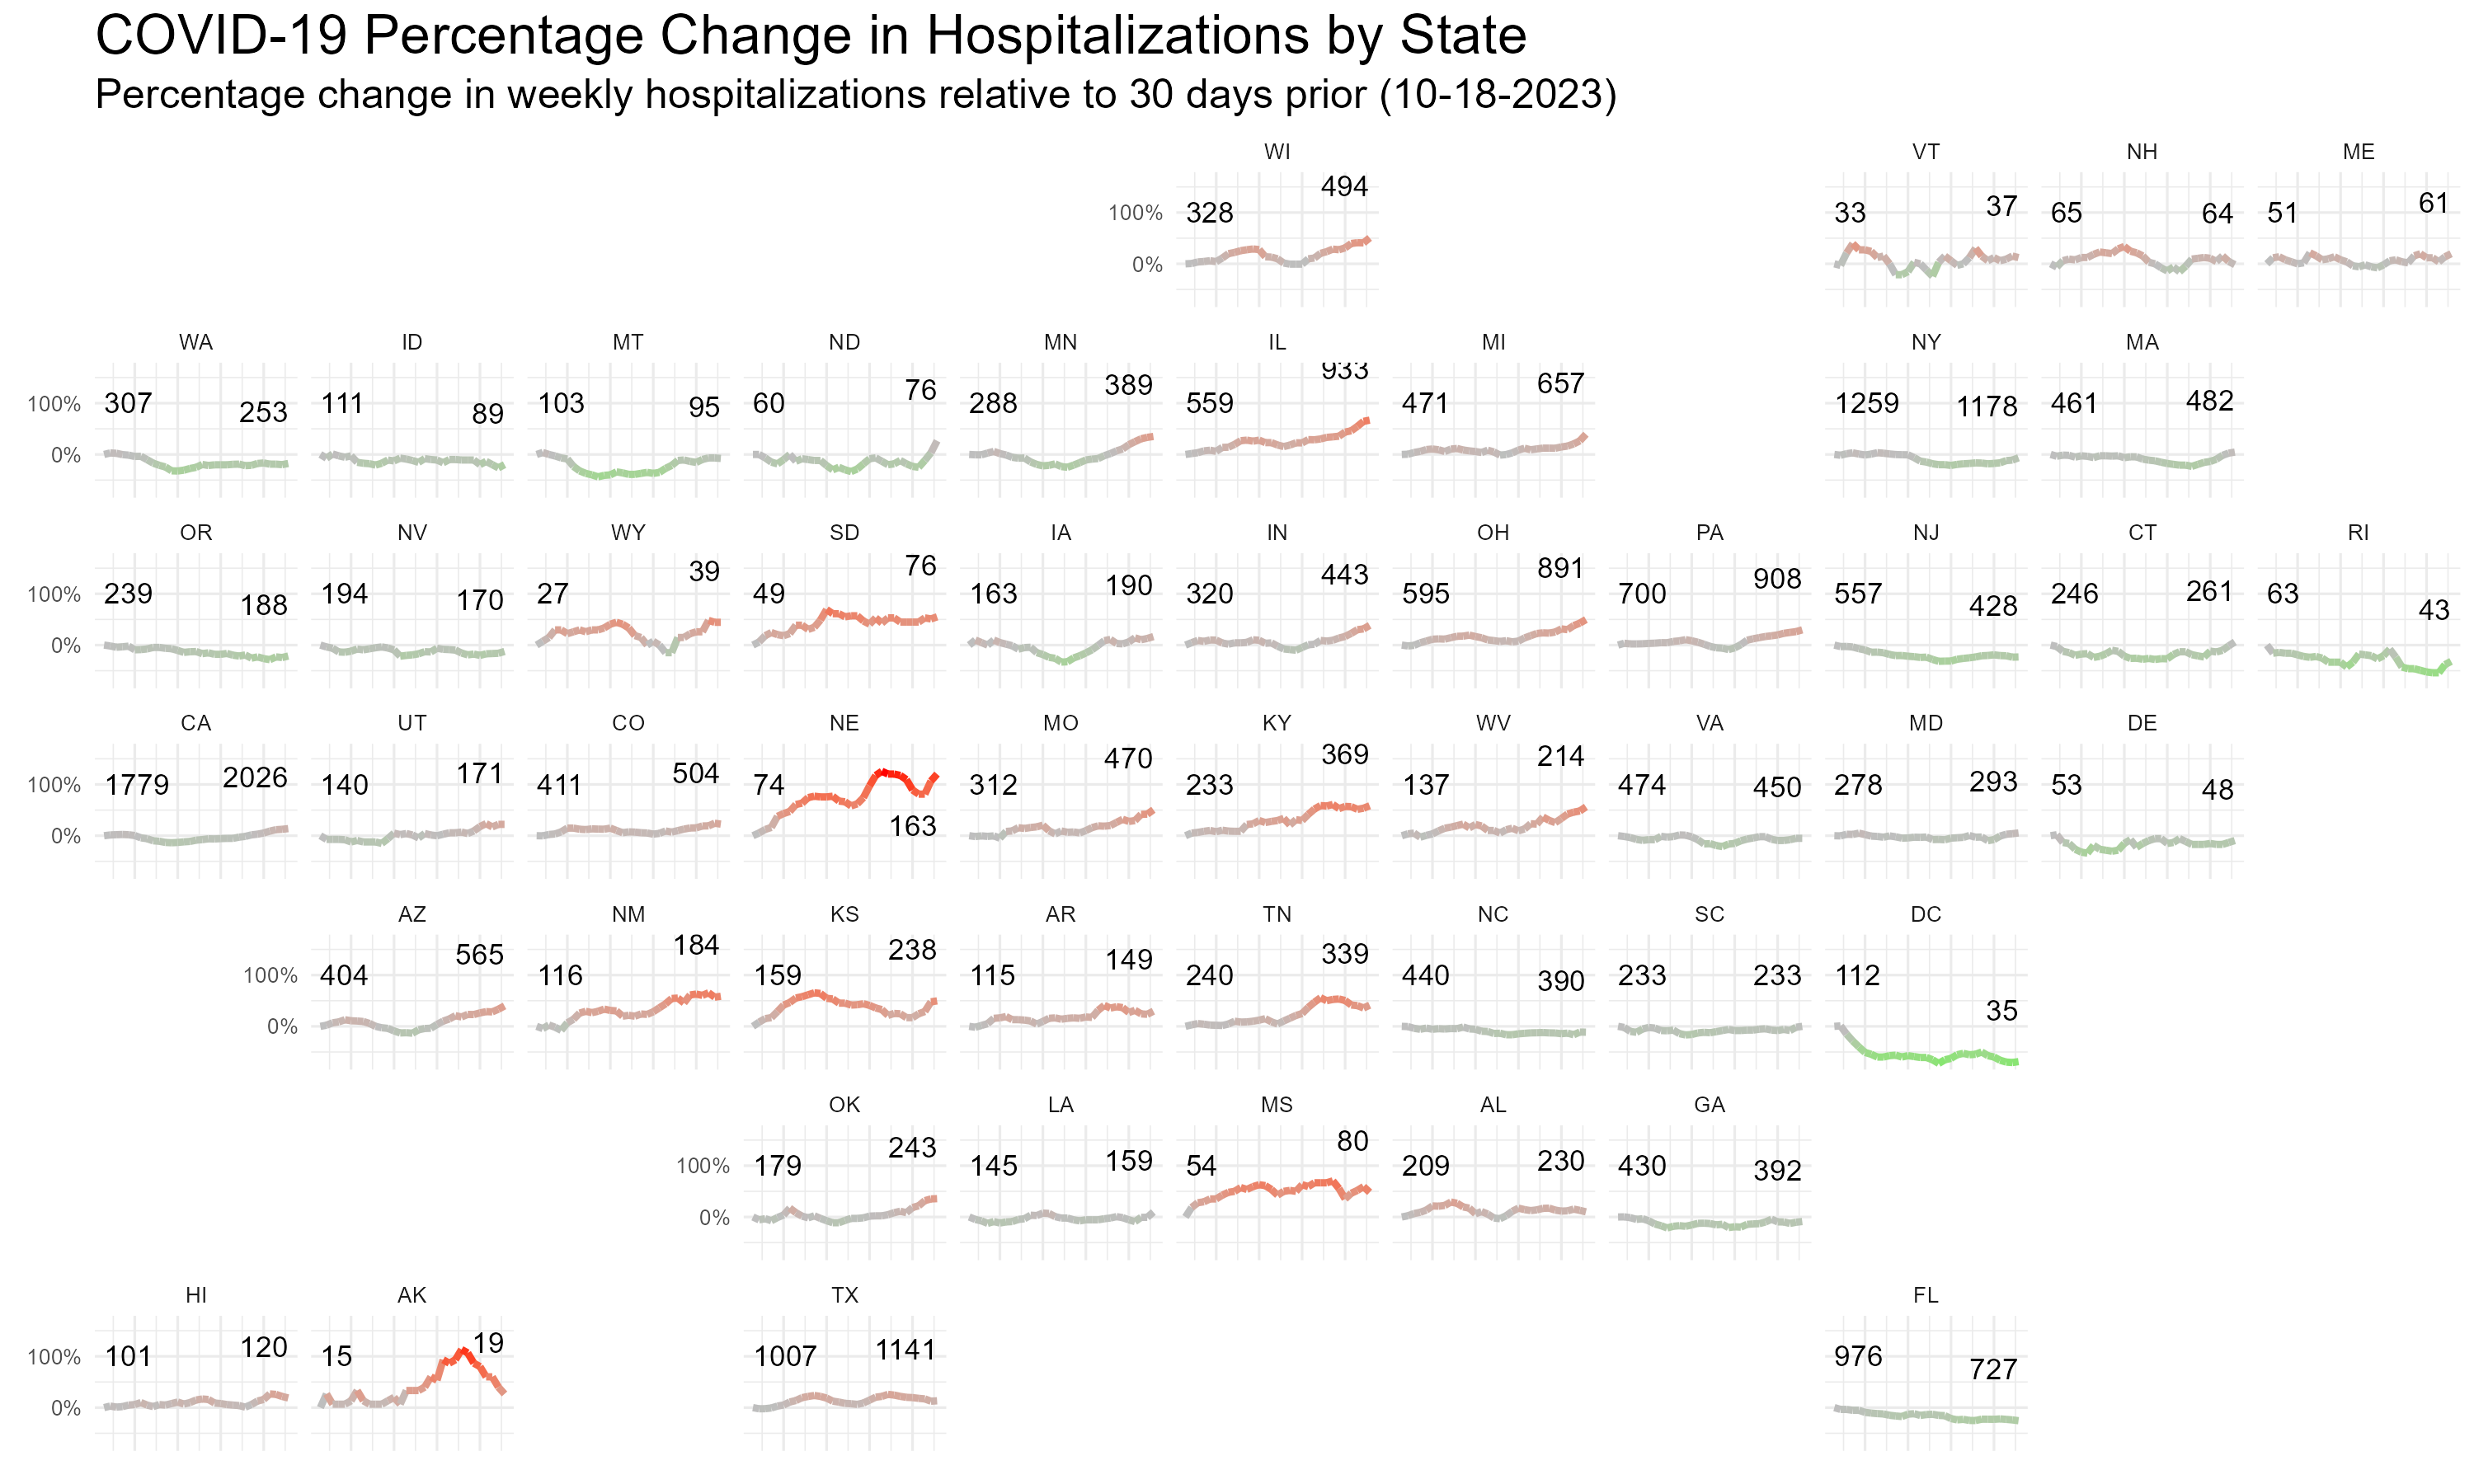 COVID-19 Percentage Change in Hospitalizations by State
Percentage change in weekly hospitalizations relative to 30 days prior (10-18-2023)
WI VT NH ME
328 494 33 37 65 64 51 61
100%
0%
WA ID MT ND MN IL MI NY MA
307 253 111 89 103 95 60 76 288 389 559 933 471 657 1259 1178 461 482
100%
0%
OR NV WY SD IA IN OH PA NJ CT RI
239 188 194 170 27 39 49 76 163 190 320 443 595 891 700 908 557 428 246 261 63 43
100%
0%
CA UT CO NE MO KY WV VA MD DE
1779 2026 140 171 411 504 74 163 312 470 233 369 137 214 474 450 278 293 53 48
100%
0%
AZ NM KS AR TN NC SC DC
404 565 116 184 159 238 115 149 240 339 440 390 233 233 112 35
100%
0%
OK LA MS AL GA
179 243 145 159 54 80 209 230 430 392
100%
0%
HI AK TX FL
101 120 15 19 1007 1141 976 727
100%
0%